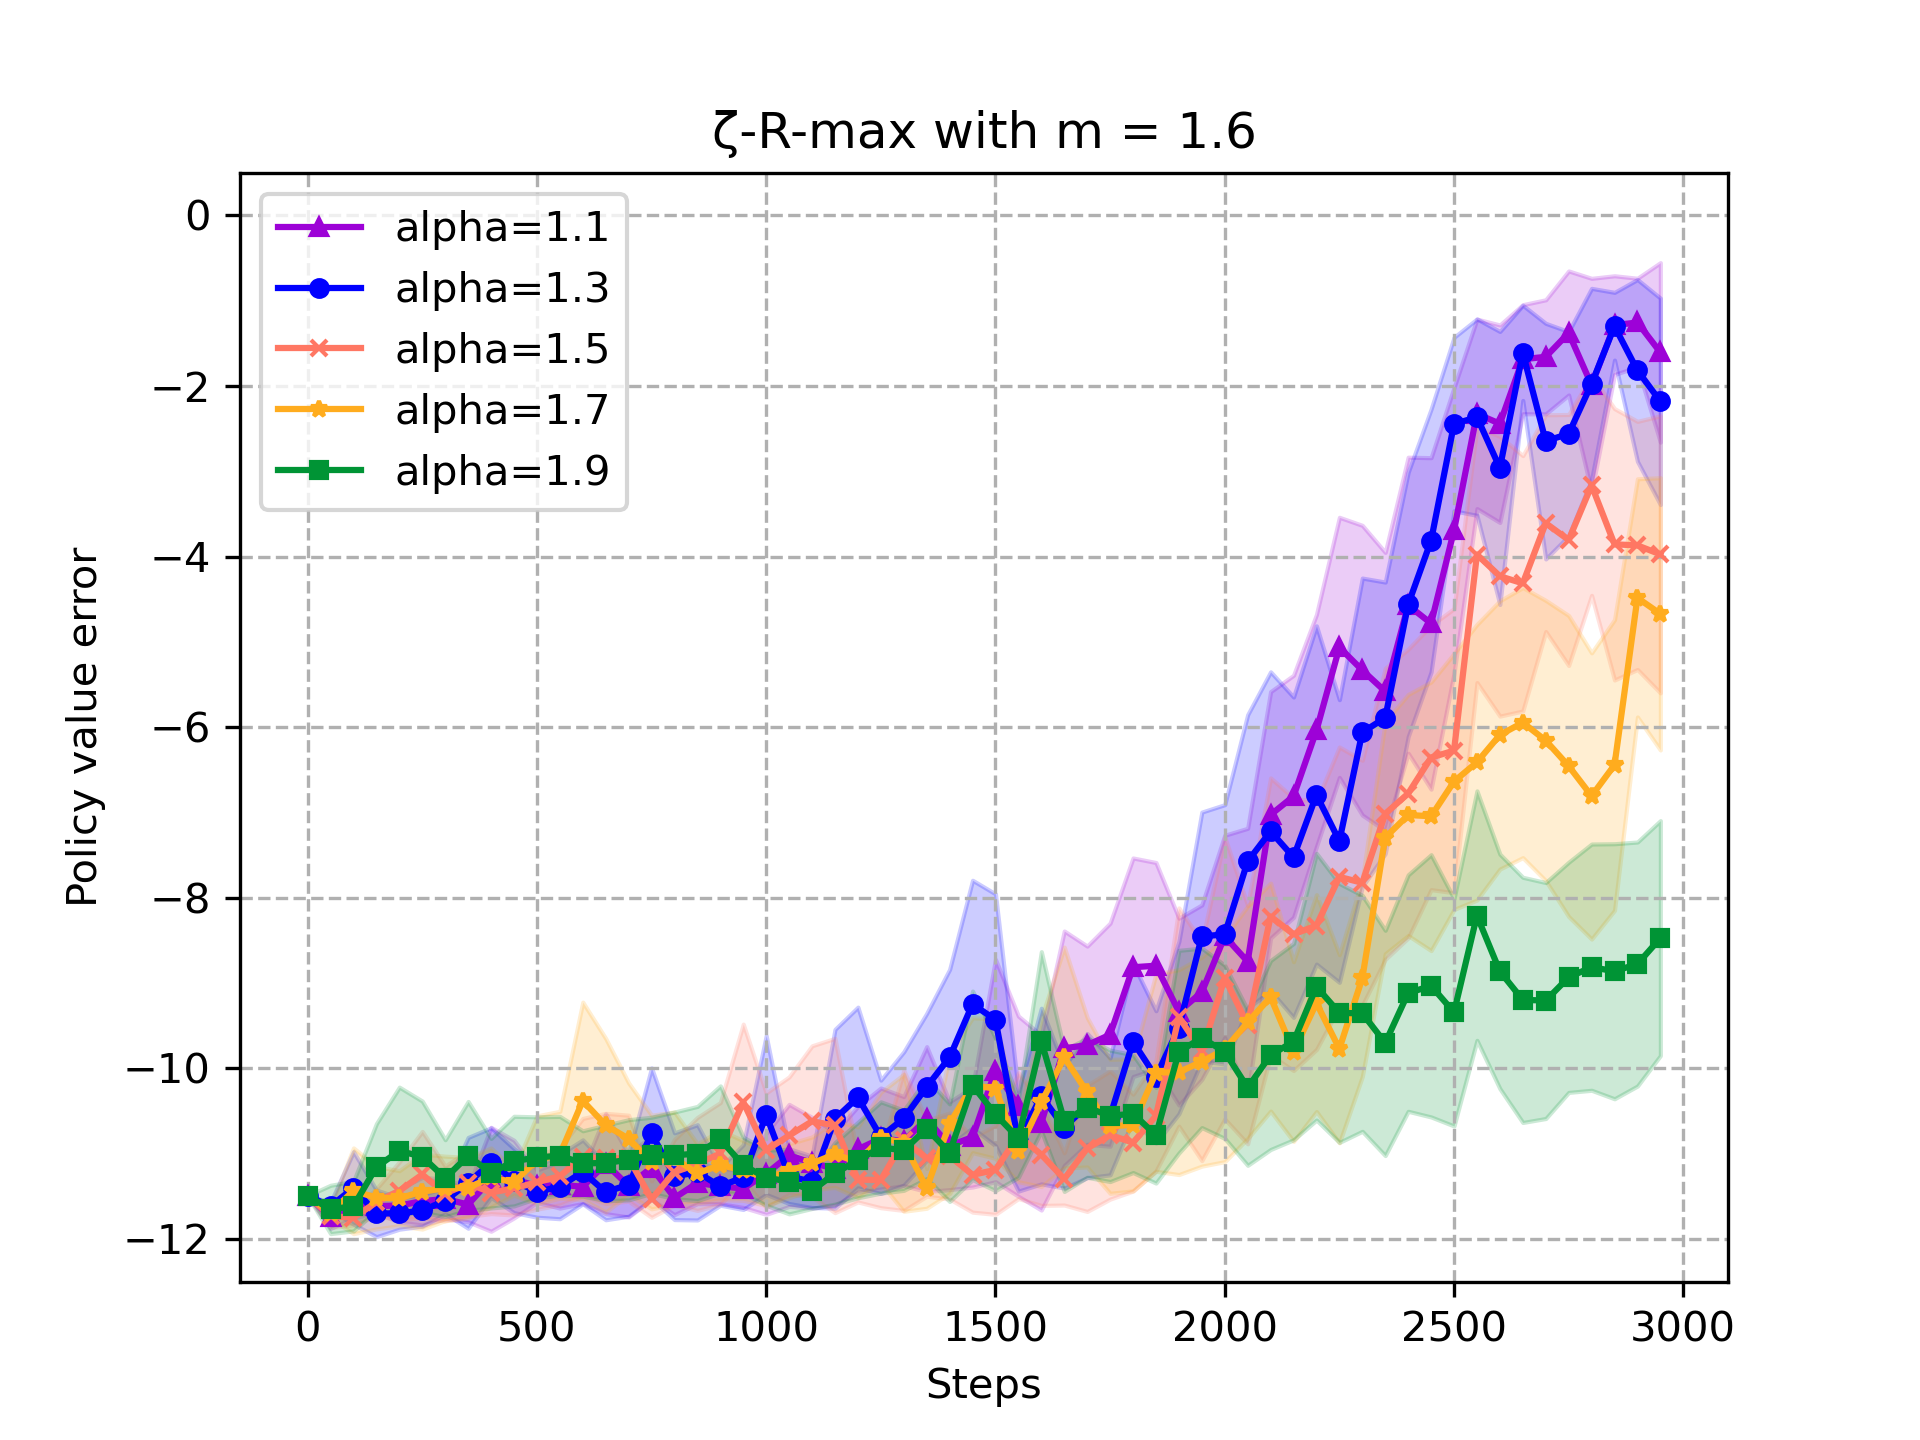 ζ-R-max with m = 1.6
alpha=1.1
alpha=1.3
alpha=1.5
alpha=1.7
alpha=1.9
Policy value error
0
−2
−4
−6
−8
−10
−12
0 500 1000 1500 2000 2500 3000
Steps